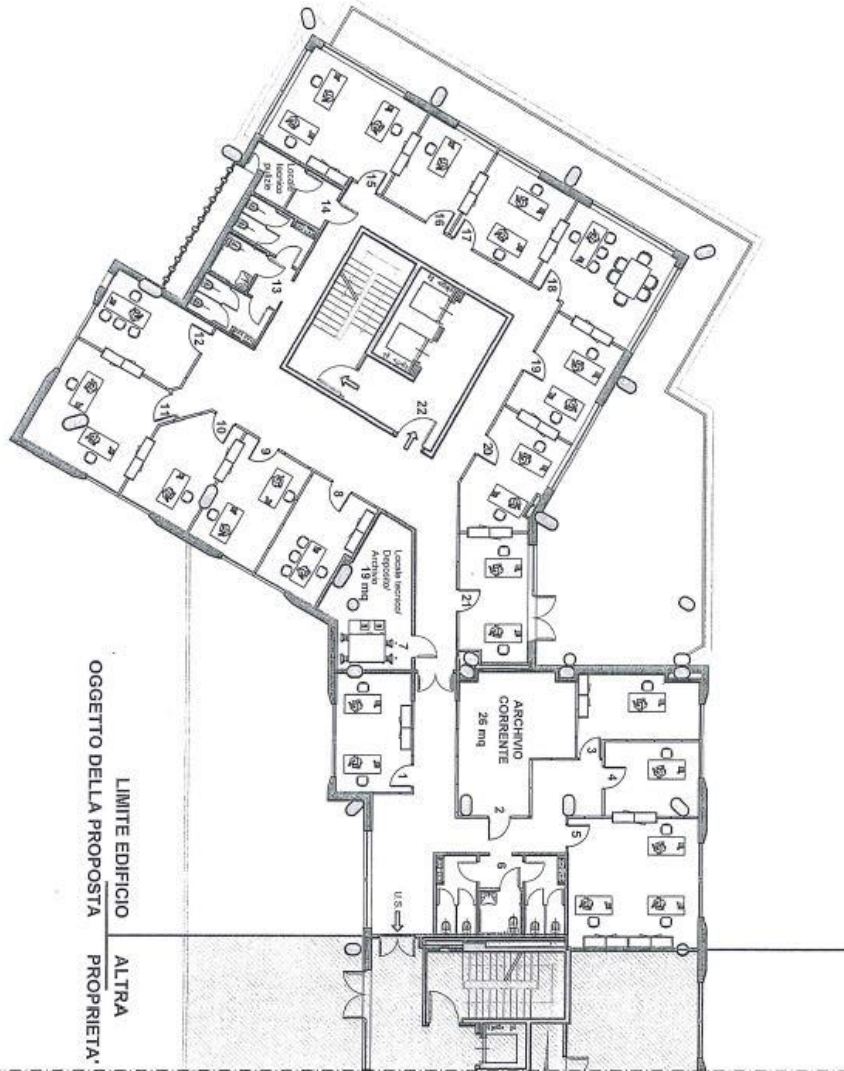 15
16
17
18
19
20
21
22
14
13
12
11
10
9
8
7
1
2
3
4
5
6
Locale
tecnico
pulizie
Locale tecnico/
Deposito/
Archivio
19 mq
ARCHIVIO
CORRENTE
26 mq
U.S.
LIMITE EDIFICIO
OGGETTO DELLA PROPOSTA
ALTRA
PROPRIETA'